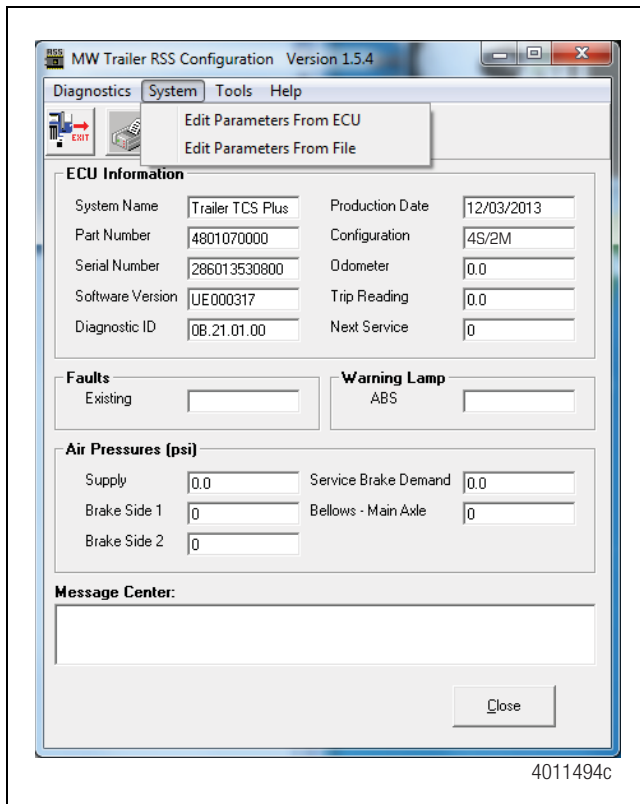 RSS
MW Trailer RSS Configuration Version 1.5.4
Diagnostics System Tools Help
EXIT
Edit Parameters From ECU
Edit Parameters From File
ECU Information
System Name Trailer TCS Plus Production Date 12/03/2013
Part Number 4801070000 Configuration 4S/2M
Serial Number 286013530800 Odometer 0.0
Software Version UE000317 Trip Reading 0.0
Diagnostic ID 0B.21.01.00 Next Service 0
Faults Warning Lamp
Existing ABS
Air Pressures (psi)
Supply 0.0 Service Brake Demand 0.0
Brake Side 1 0 Bellows - Main Axle 0
Brake Side 2 0
Message Center:
Close
4011494c